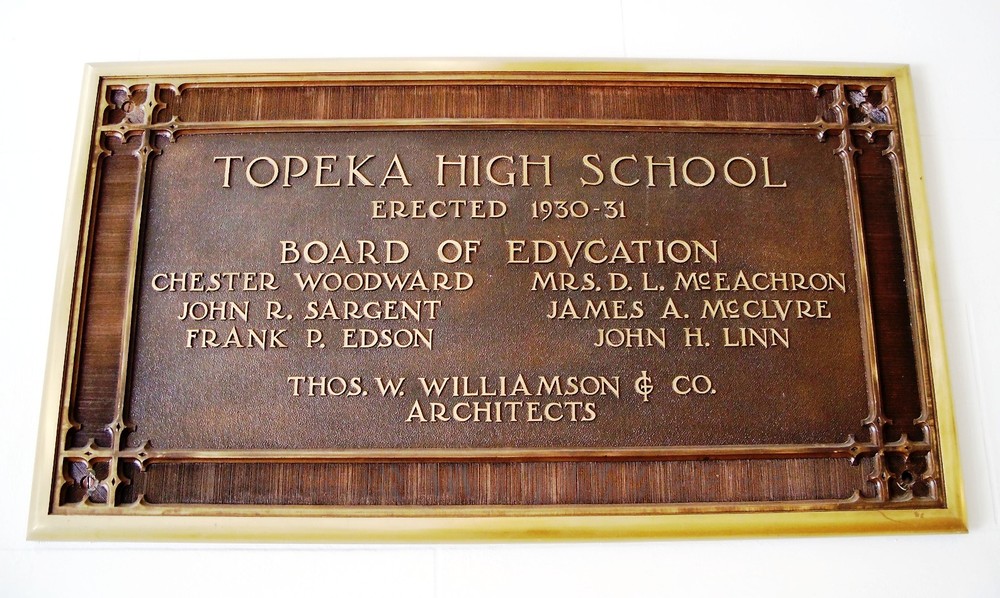 TOPEKA HIGH SCHOOL
ERECTED 1930-31
BOARD OF EDVCATION
CHESTER WOODWARD MRS. D. L. McEACHRON
JOHN R. SARGENT JAMES A. McCLVRE
FRANK P. EDSON JOHN H. LINN
THOS. W. WILLIAMSON & CO.
ARCHITECTS